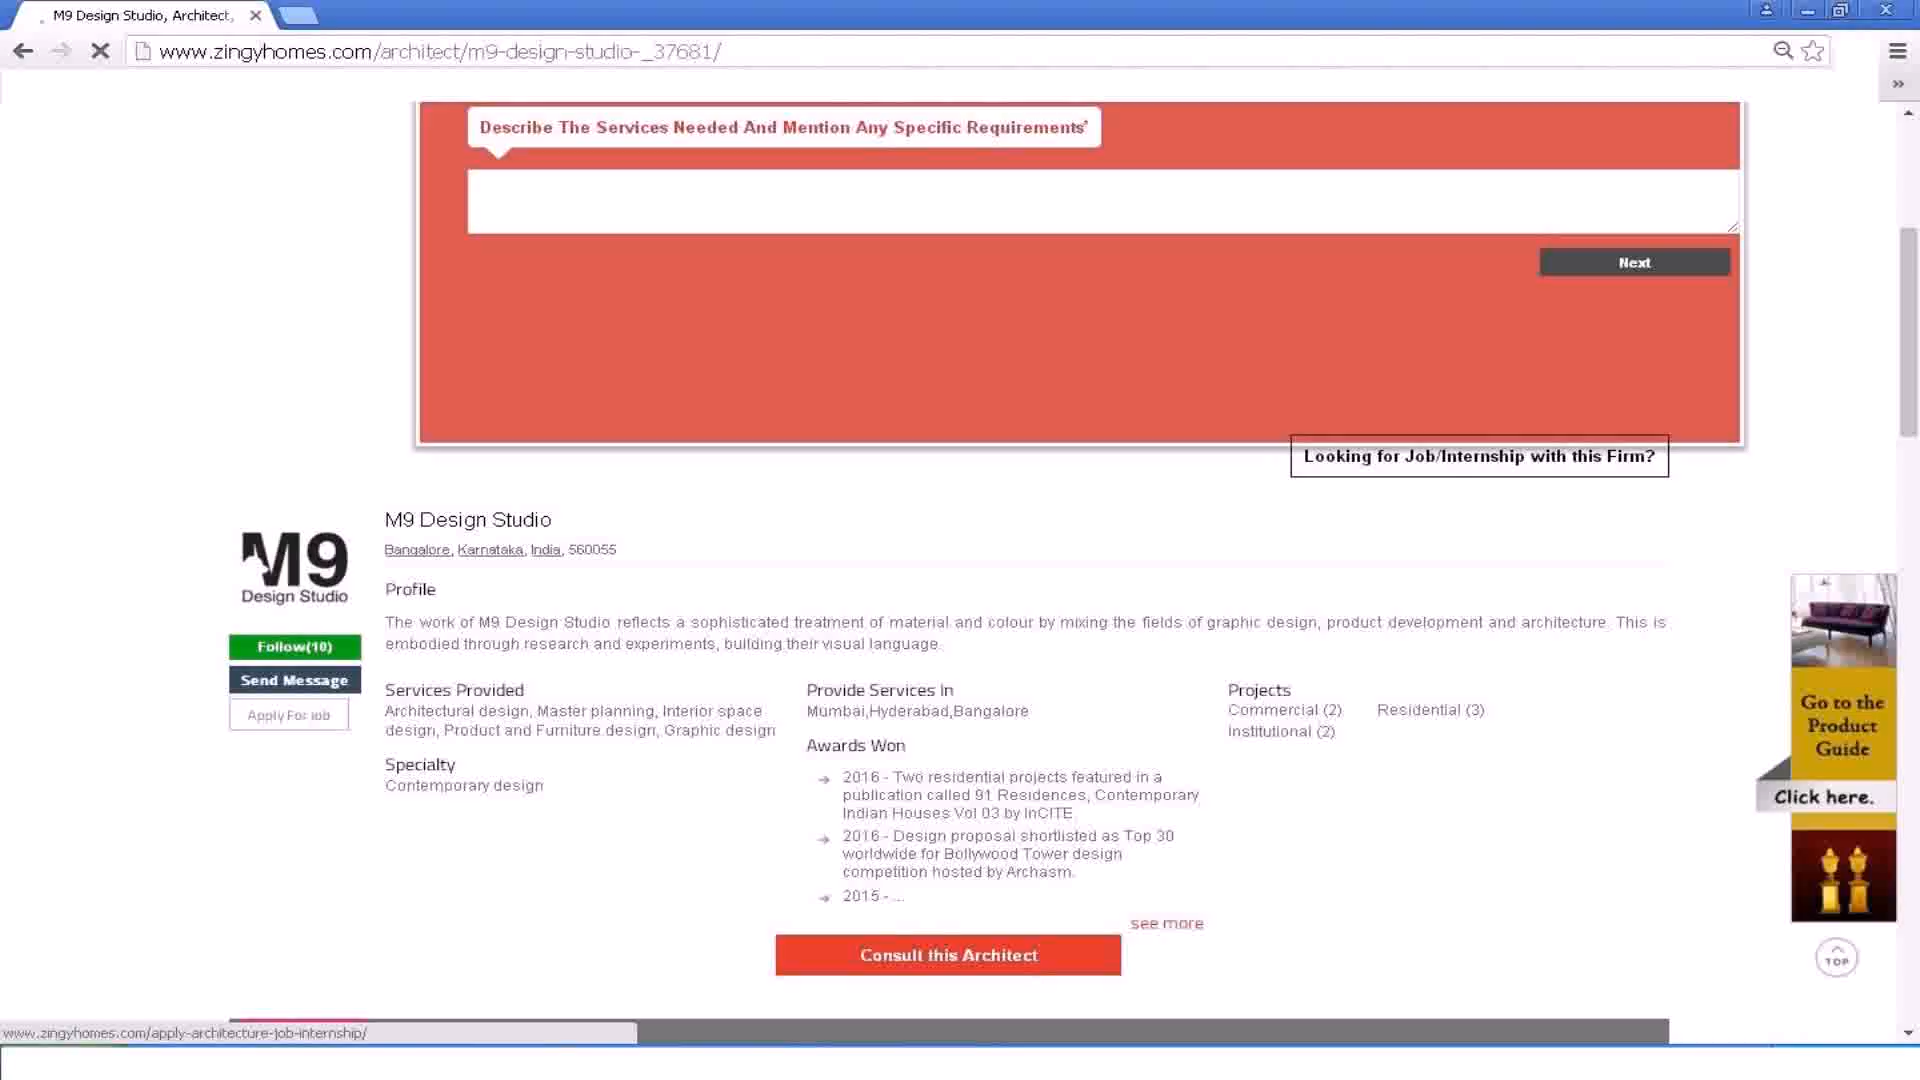 M9 Design Studio, Architect,
www.zingyhomes.com/architect/m9-design-studio-_37681/
Describe The Services Needed And Mention Any Specific Requirements*
Next
Looking for Job/Internship with this Firm?
M9
Design Studio
M9 Design Studio
Bangalore, Karnataka, India, 560055
Profile
The work of M9 Design Studio reflects a sophisticated treatment of material and colour by mixing the fields of graphic design, product development and architecture. This is
embodied through research and experiments, building their visual language.
Follow(10)
Send Message
Apply For job
Services Provided
Architectural design, Master planning, Interior space
design, Product and Furniture design, Graphic design
Specialty
Contemporary design
Provide Services In
Mumbai,Hyderabad,Bangalore
Awards Won
2016 - Two residential projects featured in a
publication called 91 Residences, Contemporary
Indian Houses Vol 03 by InCITE.
2016 - Design proposal shortlisted as Top 30
worldwide for Bollywood Tower design
competition hosted by Archasm.
2015 - ...
see more
Projects
Commercial (2) Residential (3)
Institutional (2)
Consult this Architect
Go to the
Product
Guide
Click here.
TOP
www.zingyhomes.com/apply-architecture-job-internship/